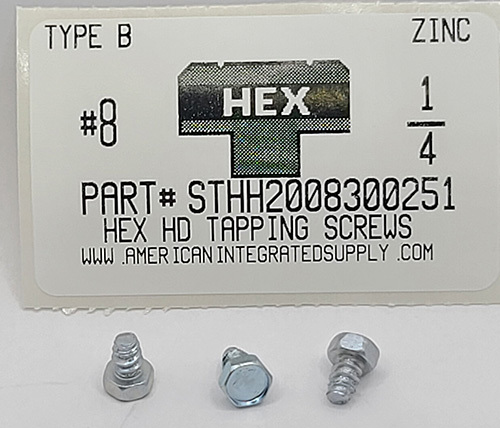 TYPE B
ZINC
#8
HEX
1
4
PART# STHH2008300251
HEX HD TAPPING SCREWS
WWW.AMERICANINTEGRATEDSUPPLY.COM